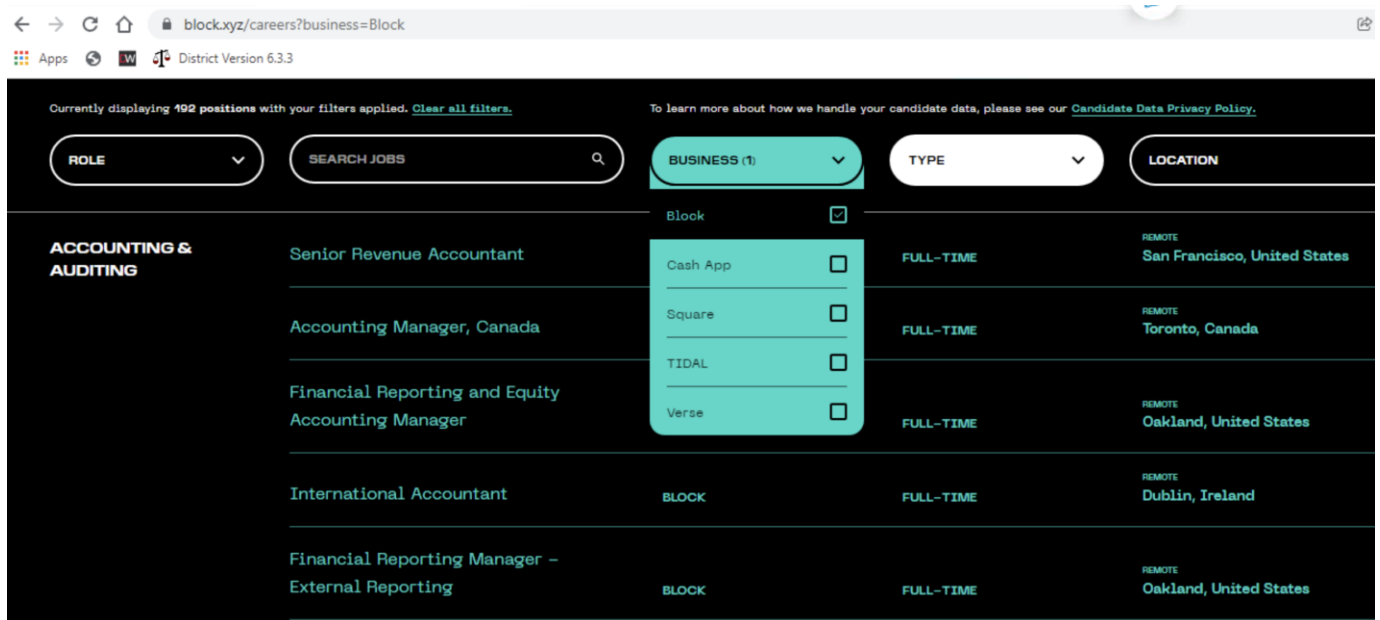 block.xyz/careers?business=Block
Apps
W
District Version 6.3.3
Currently displaying 192 positions with your filters applied. Clear all filters.
To learn more about how we handle your candidate data, please see our Candidate Data Privacy Policy.
ROLE
SEARCH JOBS
BUSINESS (1)
TYPE
LOCATION
Block
Cash App
Square
TIDAL
Verse
ACCOUNTING &
AUDITING
Senior Revenue Accountant
FULL-TIME
REMOTE
San Francisco, United States
Accounting Manager, Canada
FULL-TIME
REMOTE
Toronto, Canada
Financial Reporting and Equity
Accounting Manager
FULL-TIME
REMOTE
Oakland, United States
International Accountant
BLOCK
FULL-TIME
REMOTE
Dublin, Ireland
Financial Reporting Manager –
External Reporting
BLOCK
FULL-TIME
REMOTE
Oakland, United States